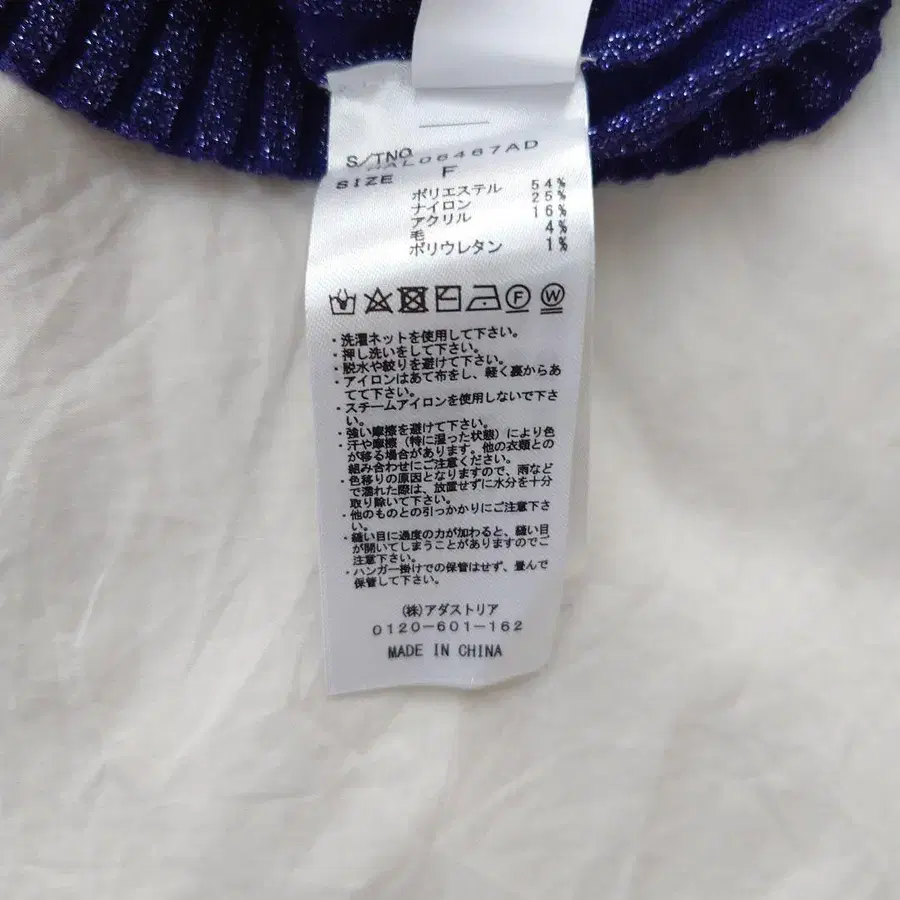 S/TNO. AAL06467AD
SIZE F
ポリエステル 54%
ナイロン 25%
アクリル 16%
毛 4%
ポリウレタン 1%
F W
・洗濯ネットを使用して下さい。
・押し洗いをして下さい。
・脱水や絞りを避けて下さい。
・アイロンはあて布をし、軽く裏からあ
てて下さい。
・スチームアイロンを使用しないで下さ
い。
・強い摩擦を避けて下さい。
・汗や摩擦（特に湿った状態）により色
が移る場合があります。他の衣類との
組み合わせにご注意ください。
・色移りの原因となりますので、雨など
で濡れた際は、放置せずに水分を十分
取り除いて下さい。
・他のものとの引っかかりにご注意下さ
い。
・縫い目に過度の力が加わると、縫い目
が開いてしまうことがありますのでご
注意下さい。
・ハンガー掛けでの保管はせず、畳んで
保管して下さい。
(株)アダストリア
0120-601-162
MADE IN CHINA